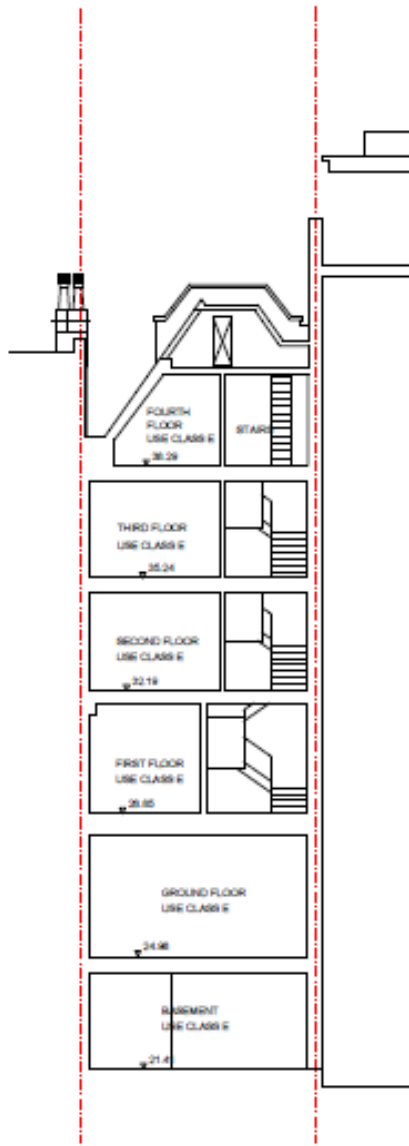 FOURTH
FLOOR
USE CLASS E
STAIRS
38.29
THIRD FLOOR
USE CLASS E
35.24
SECOND FLOOR
USE CLASS E
32.19
FIRST FLOOR
USE CLASS E
28.85
GROUND FLOOR
USE CLASS E
24.98
BASEMENT
USE CLASS E
21.41